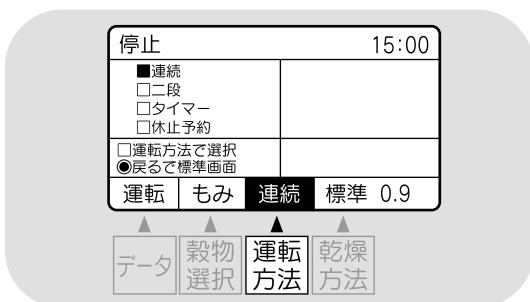 停止 15:00
■連続
□二段
□タイマー
□休止予約
□運転方法で選択
◉戻るで標準画面
運転 もみ 連続 標準 0.9
データ 穀物選択 運転方法 乾燥方法